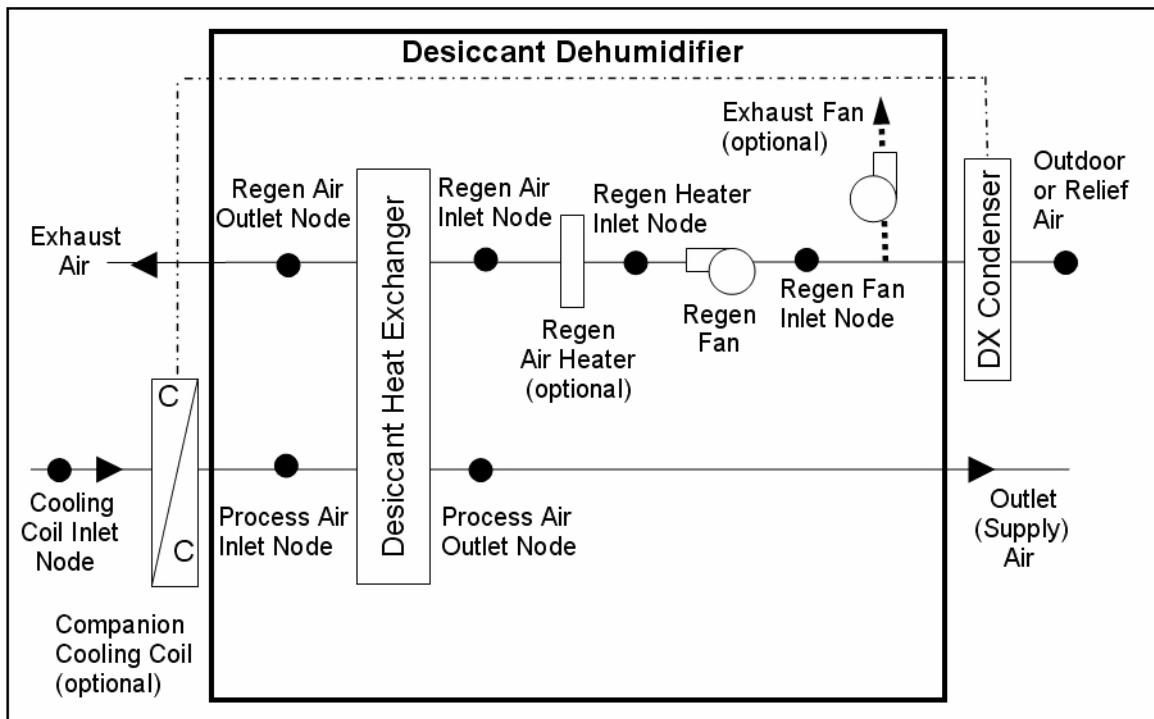 Desiccant Dehumidifier
Exhaust Fan
(optional)
Outdoor
or Relief
Air
Regen Air
Outlet Node
Regen Air
Inlet Node
Regen Heater
Inlet Node
Exhaust
Air
Desiccant Heat Exchanger
DX Condenser
Regen
Air Heater
(optional)
Regen
Fan
Regen Fan
Inlet Node
C
C
Cooling
Coil Inlet
Node
Process Air
Inlet Node
Process Air
Outlet Node
Outlet
(Supply)
Air
Companion
Cooling Coil
(optional)